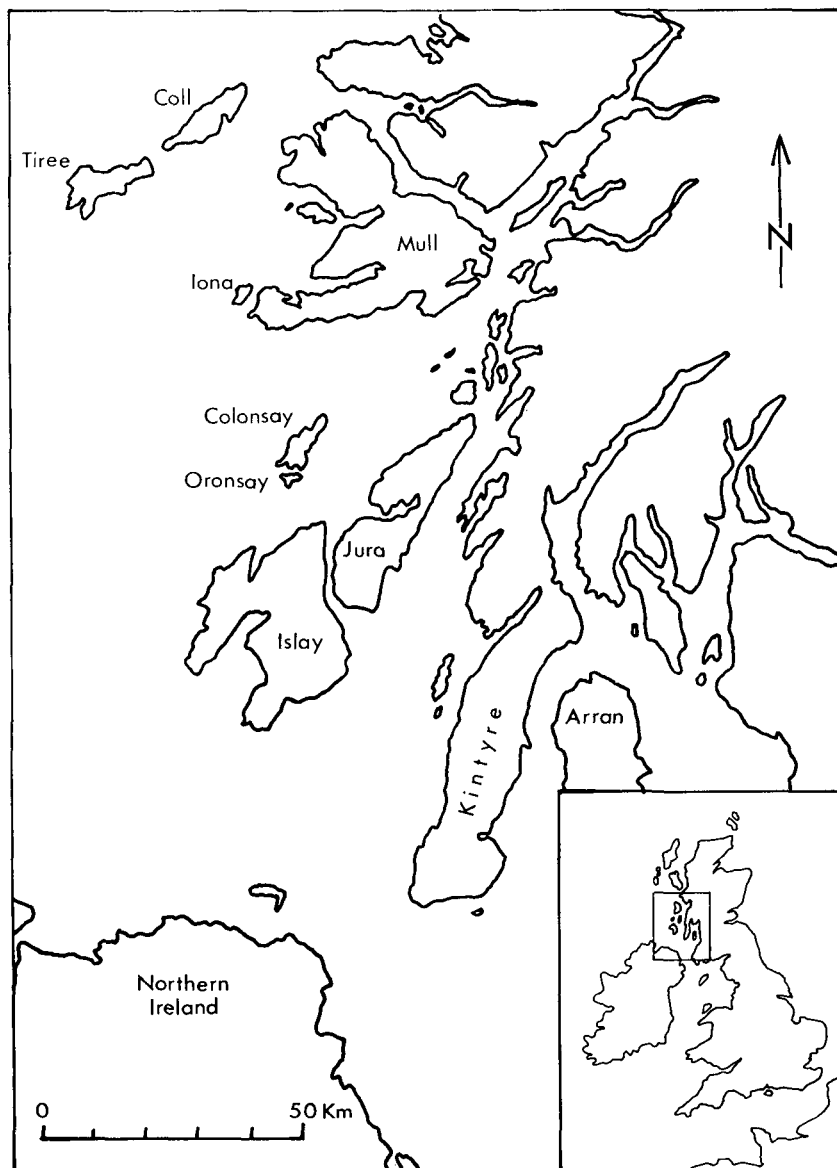 Coll
Tiree
Mull
N
Iona
Colonsay
Oronsay
Jura
Islay
Arran
Kintyre
Northern
Ireland
0 50 Km